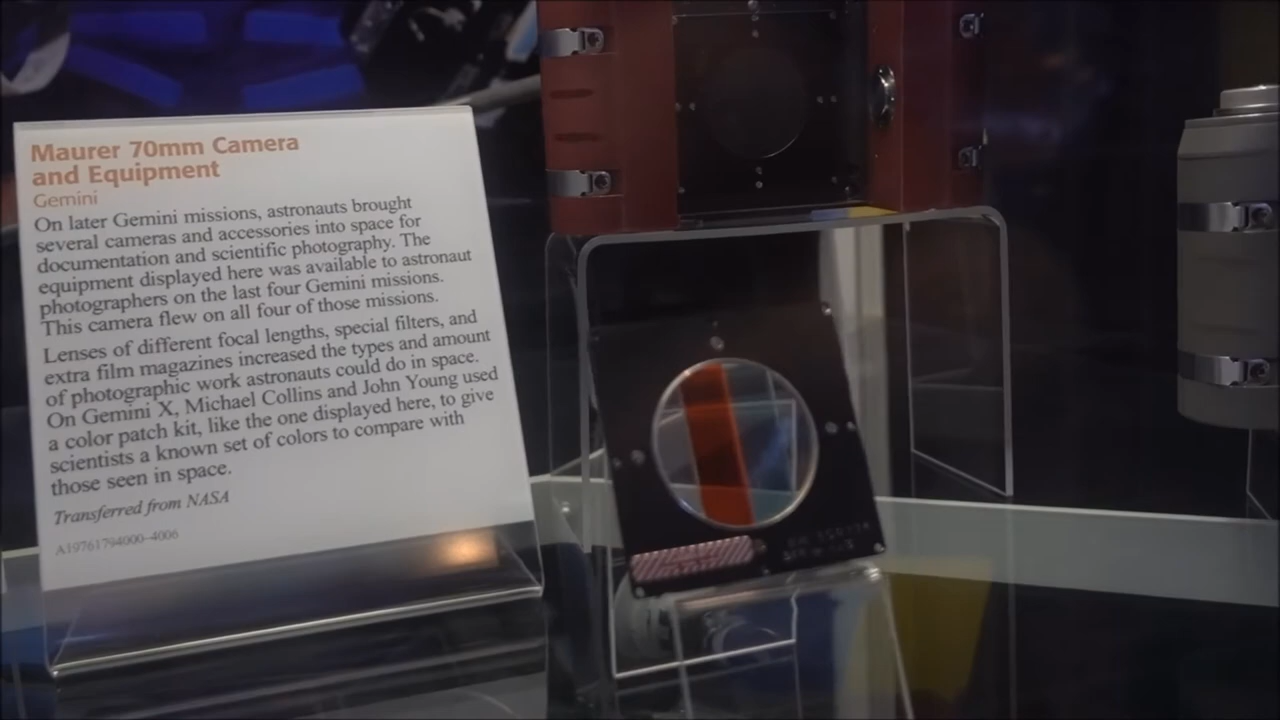 Maurer 70mm Camera
and Equipment
Gemini
On later Gemini missions, astronauts brought
several cameras and accessories into space for
documentation and scientific photography. The
equipment displayed here was available to astronaut
photographers on the last four Gemini missions.
This camera flew on all four of those missions.
Lenses of different focal lengths, special filters, and
extra film magazines increased the types and amount
of photographic work astronauts could do in space.
On Gemini X, Michael Collins and John Young used
a color patch kit, like the one displayed here, to give
scientists a known set of colors to compare with
those seen in space.
Transferred from NASA
A19761794000–4006